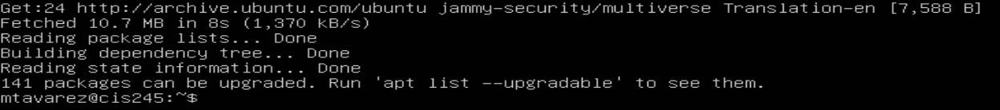 Get:24 http://archive.ubuntu.com/ubuntu jammy-security/multiverse Translation-en [7,588 B]
Fetched 10.7 MB in 8s (1,370 kB/s)
Reading package lists... Done
Building dependency tree... Done
Reading state information... Done
141 packages can be upgraded. Run 'apt list --upgradable' to see them.
mtavarez@cis245:~$